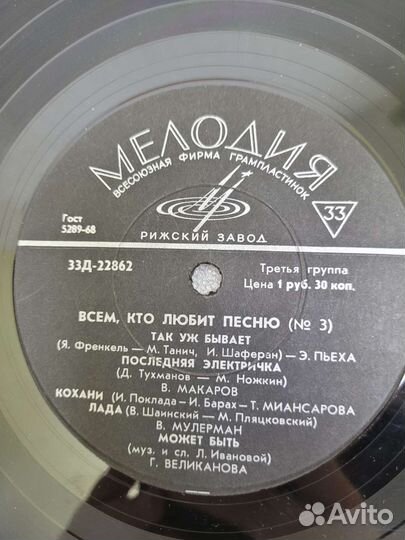 МЕЛОДИЯ
ВСЕСОЮЗНАЯ ФИРМА ГРАМПЛАСТИНОК
Гост
5289-68
33
РИЖСКИЙ ЗАВОД
33Д-22862
Третья группа
Цена 1 руб. 30 коп.
ВСЕМ, КТО ЛЮБИТ ПЕСНЮ (№ 3)
ТАК УЖ БЫВАЕТ
(Я. Френкель — М. Танич, И. Шаферан) — Э. ПЬЕХА
ПОСЛЕДНЯЯ ЭЛЕКТРИЧКА
(Д. Тухманов — М. Ножкин)
В. МАКАРОВ
КОХАНИ (И. Поклада—И. Барах—Т. МИАНСАРОВА
ЛАДА (В. Шаинский — М. Пляцковский)
В. МУЛЕРМАН
МОЖЕТ БЫТЬ
(муз. и сл. Л. Ивановой)
Г. ВЕЛИКАНОВА
Avito